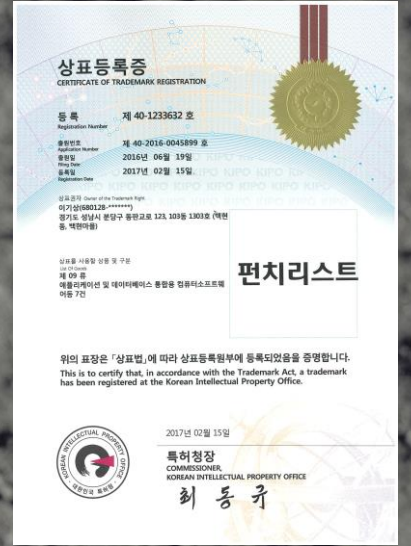 상표등록증
CERTIFICATE OF TRADEMARK REGISTRATION
등 록 제 40-1233632 호
Registration Number
출원번호 제 40-2016-0045899 호
Application Number
출원일 2016년 06월 19일
Filing Date
등록일 2017년 02월 15일
Registration Date
상표권자 Owner of the Trademark Right
이기상(680128-*******)
경기도 성남시 분당구 동판교로 123, 103동 1303호 (백현
동, 백현마을)
상표를 사용할 상품 및 구분
List Of Goods
제 09 류
애플리케이션 및 데이터베이스 통합용 컴퓨터소프트웨
어등 7건
펀치리스트
위의 표장은 「상표법」에 따라 상표등록원부에 등록되었음을 증명합니다.
This is to certify that, in accordance with the Trademark Act, a trademark
has been registered at the Korean Intellectual Property Office.
2017년 02월 15일
특허청장
COMMISSIONER,
KOREAN INTELLECTUAL PROPERTY OFFICE
최동규
KOREAN INTELLECTUAL PROPERTY OFFICE
대한민국 특허청